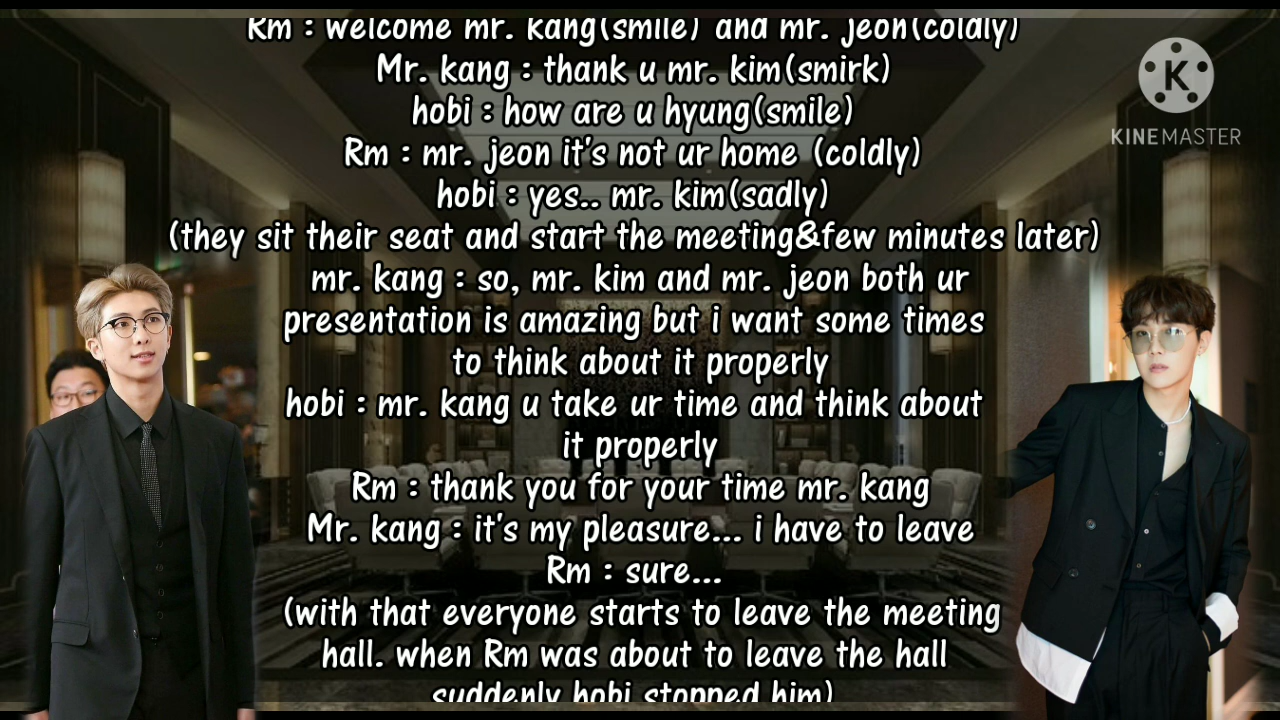 Rm : welcome mr. kang(smile) and mr. jeon(coldly)
Mr. kang : thank u mr. kim(smirk)
hobi : how are u hyung(smile)
Rm : mr. jeon it's not ur home (coldly)
hobi : yes.. mr. kim(sadly)
(they sit their seat and start the meeting&few minutes later)
mr. kang : so, mr. kim and mr. jeon both ur
presentation is amazing but i want some times
to think about it properly
hobi : mr. kang u take ur time and think about
it properly
Rm : thank you for your time mr. kang
Mr. kang : it's my pleasure... i have to leave
Rm : sure...
(with that everyone starts to leave the meeting
hall. when Rm was about to leave the hall
suddenly hobi stopped him)
K
KINEMASTER